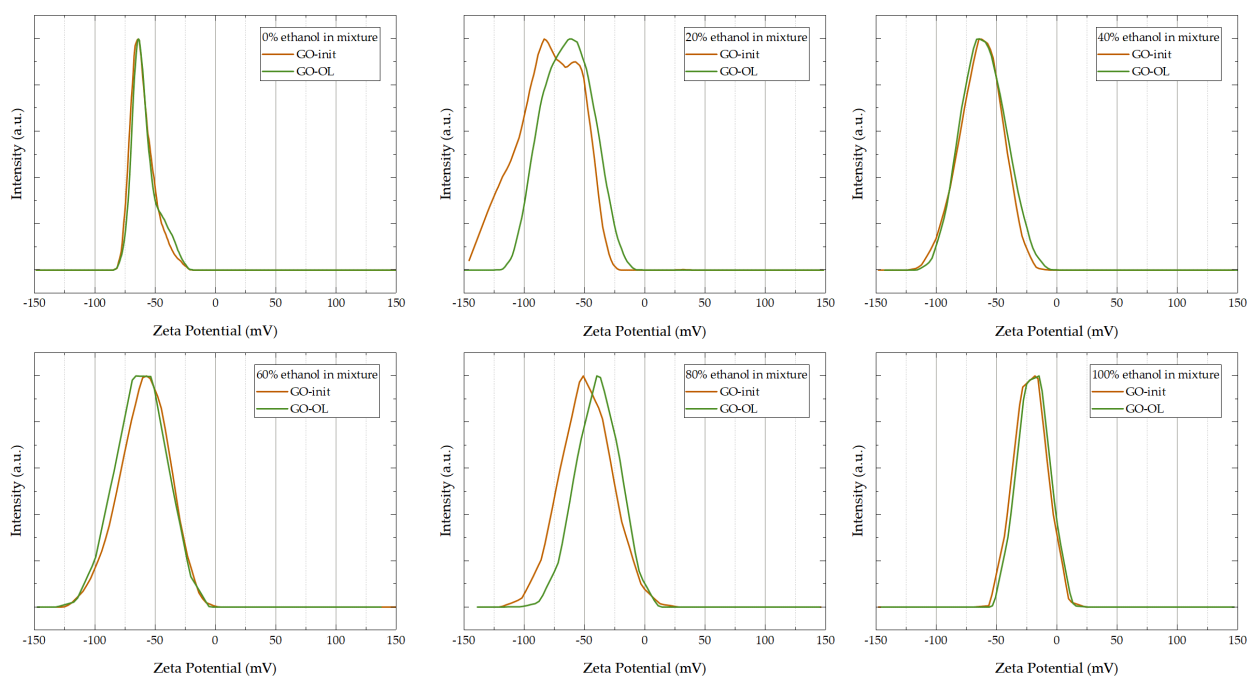 0% ethanol in mixture
GO-init
GO-OL
Intensity (a.u.)
-150 -100 -50 0 50 100 150
Zeta Potential (mV)
20% ethanol in mixture
GO-init
GO-OL
Intensity (a.u.)
-150 -100 -50 0 50 100 150
Zeta Potential (mV)
40% ethanol in mixture
GO-init
GO-OL
Intensity (a.u.)
-150 -100 -50 0 50 100 150
Zeta Potential (mV)
60% ethanol in mixture
GO-init
GO-OL
Intensity (a.u.)
-150 -100 -50 0 50 100 150
Zeta Potential (mV)
80% ethanol in mixture
GO-init
GO-OL
Intensity (a.u.)
-150 -100 -50 0 50 100 150
Zeta Potential (mV)
100% ethanol in mixture
GO-init
GO-OL
Intensity (a.u.)
-150 -100 -50 0 50 100 150
Zeta Potential (mV)